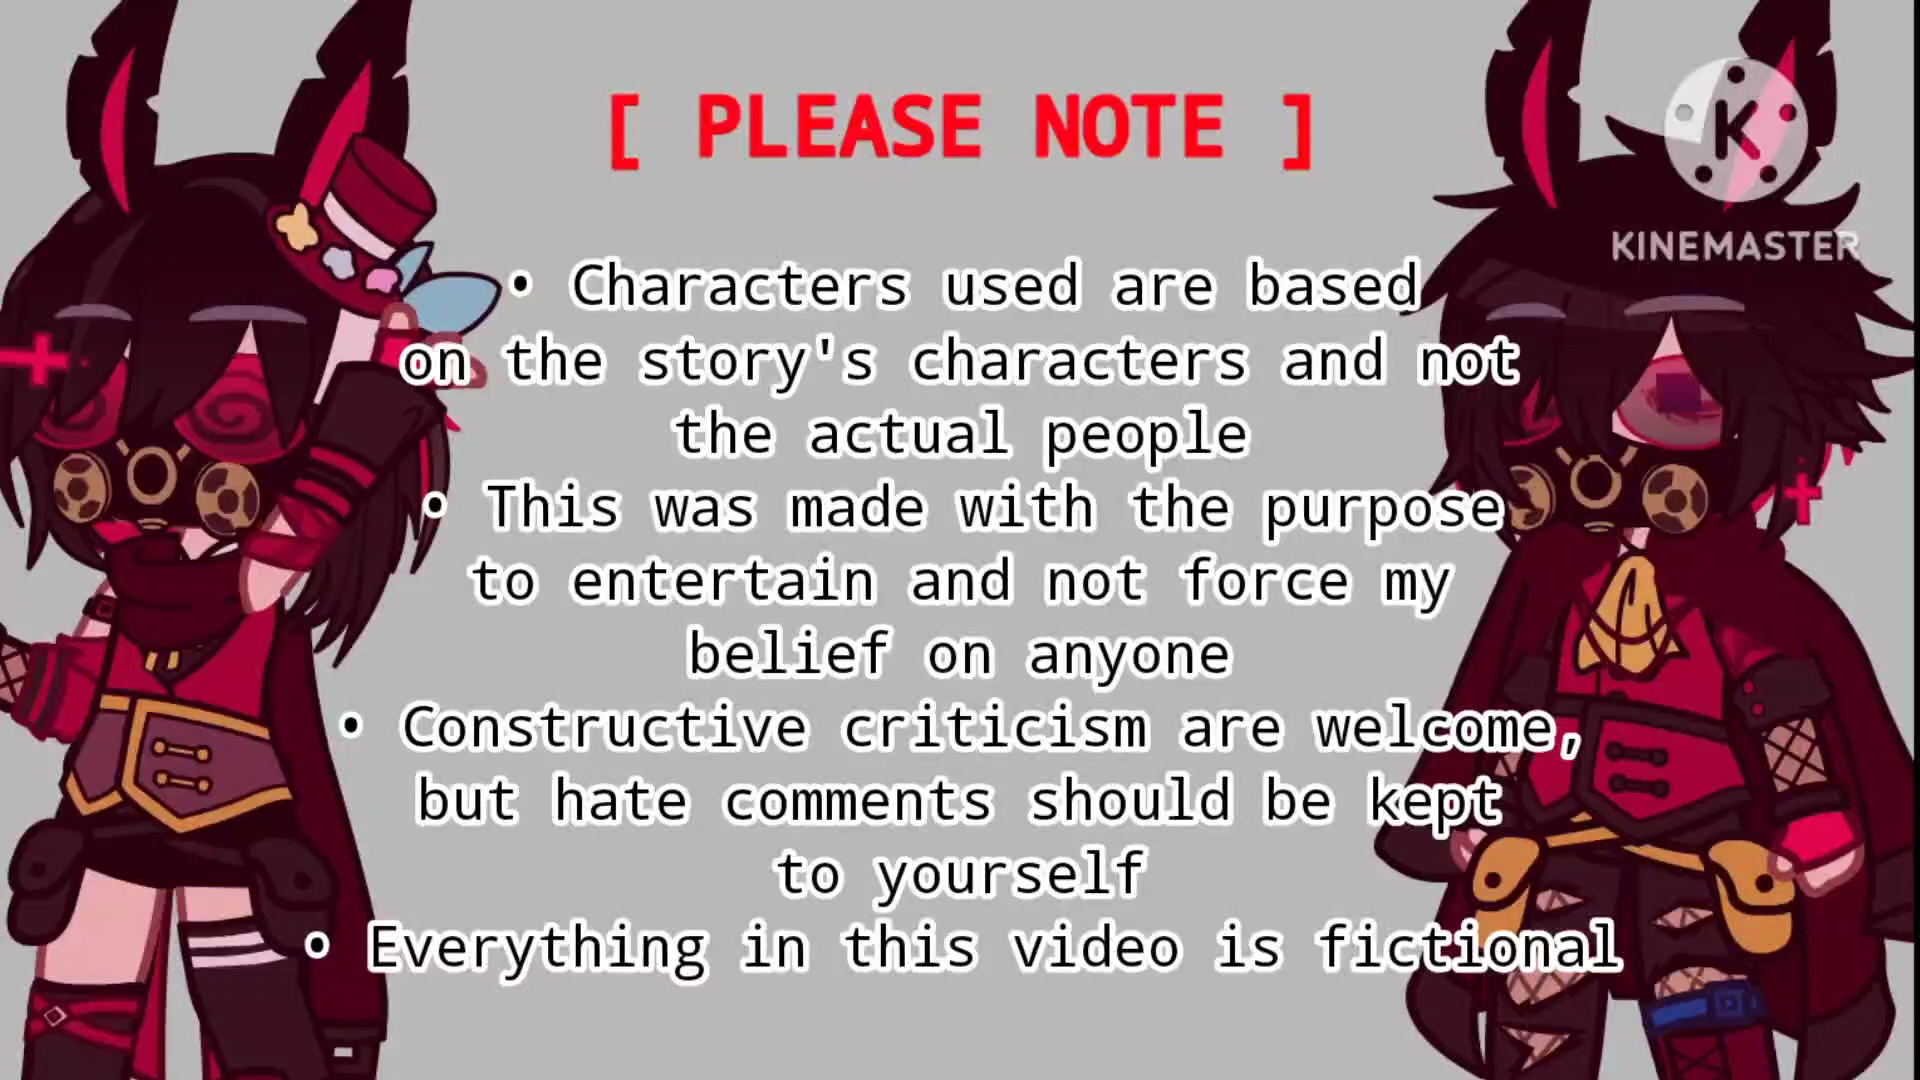 [ PLEASE NOTE ]
K
KINEMASTER
• Characters used are based
on the story's characters and not
the actual people
• This was made with the purpose
to entertain and not force my
belief on anyone
• Constructive criticism are welcome,
but hate comments should be kept
to yourself
• Everything in this video is fictional